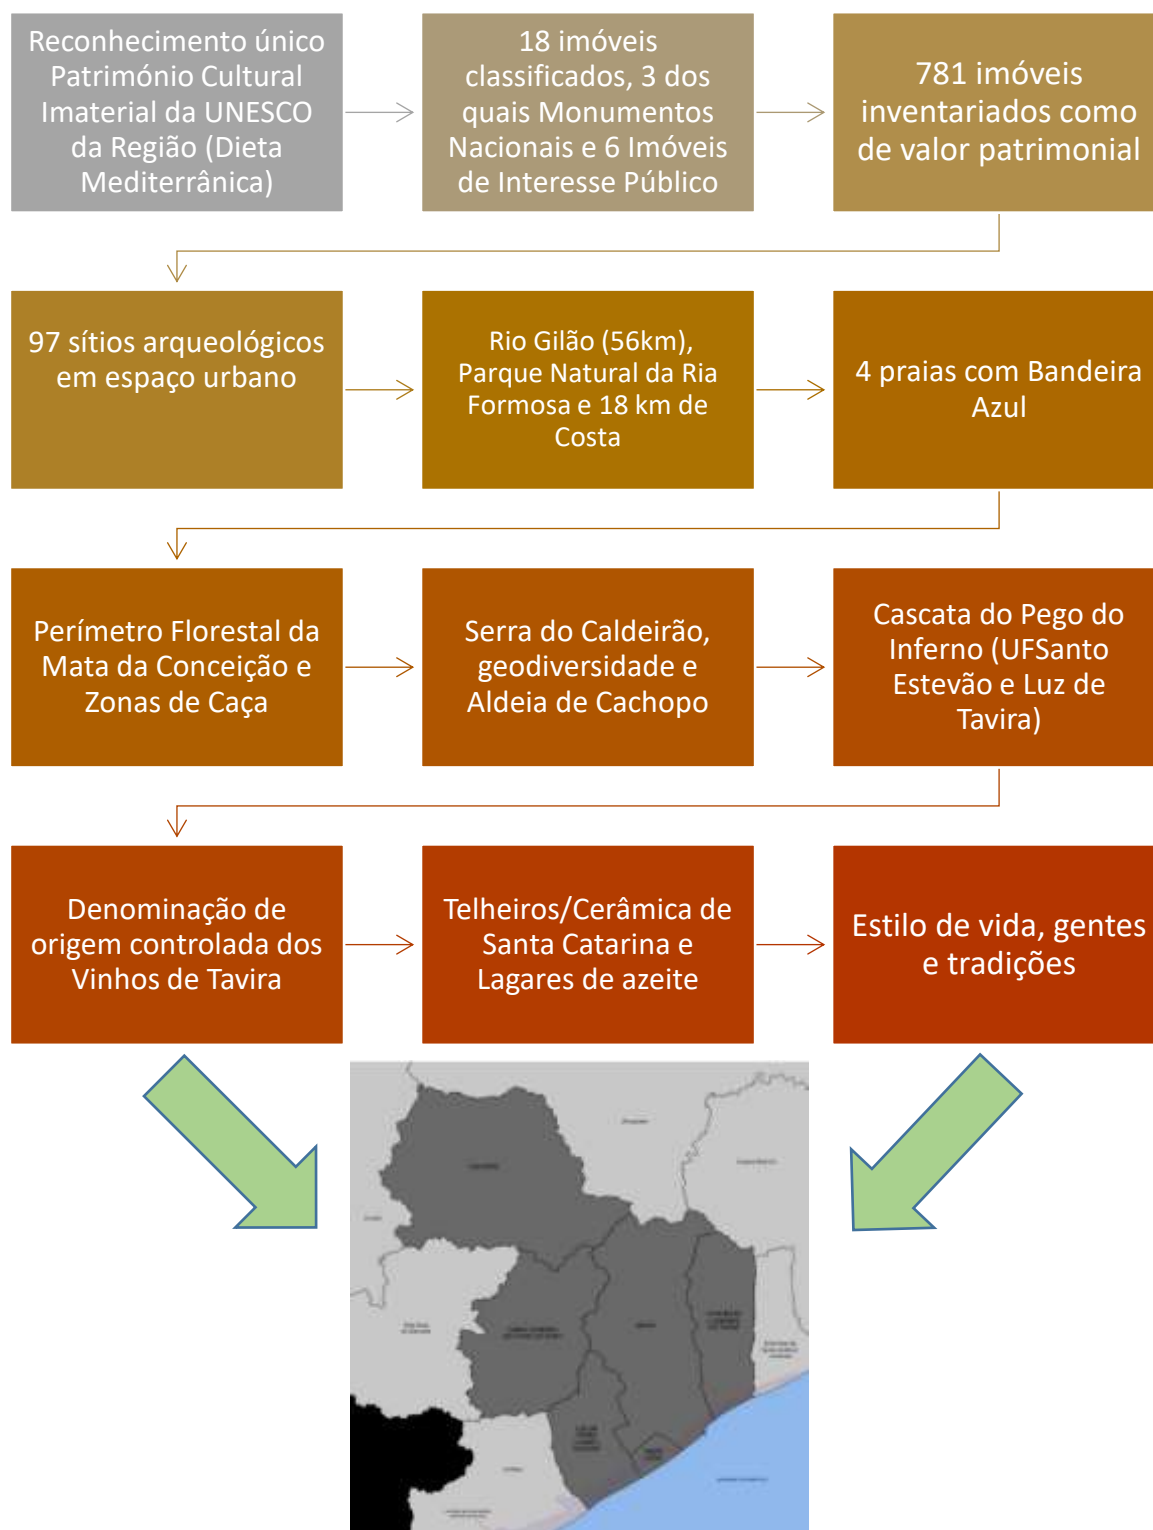 Reconhecimento único
Património Cultural
Imaterial da UNESCO
da Região (Dieta
Mediterrânica)
18 imóveis
classificados, 3 dos
quais Monumentos
Nacionais e 6 Imóveis
de Interesse Público
781 imóveis
inventariados como
de valor patrimonial
97 sítios arqueológicos
em espaço urbano
Rio Gilão (56km),
Parque Natural da Ria
Formosa e 18 km de
Costa
4 praias com Bandeira
Azul
Perímetro Florestal da
Mata da Conceição e
Zonas de Caça
Serra do Caldeirão,
geodiversidade e
Aldeia de Cachopo
Cascata do Pego do
Inferno (UFSanto
Estevão e Luz de
Tavira)
Denominação de
origem controlada dos
Vinhos de Tavira
Telheiros/Cerâmica de
Santa Catarina e
Lagares de azeite
Estilo de vida, gentes
e tradições